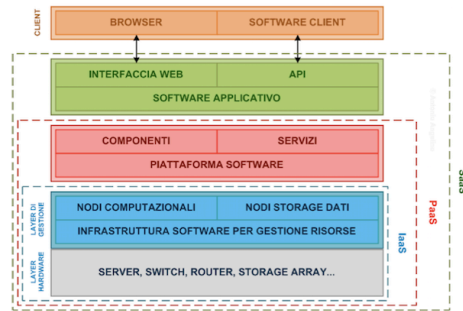 CLIENT
BROWSER
SOFTWARE CLIENT
INTERFACCIA WEB
API
SOFTWARE APPLICATIVO
COMPONENTI
SERVIZI
PIATTAFORMA SOFTWARE
LAYER DI
GESTIONE
NODI COMPUTAZIONALI
NODI STORAGE DATI
INFRASTRUTTURA SOFTWARE PER GESTIONE RISORSE
LAYER
HARDWARE
SERVER, SWITCH, ROUTER, STORAGE ARRAY...
IaaS
PaaS
SaaS